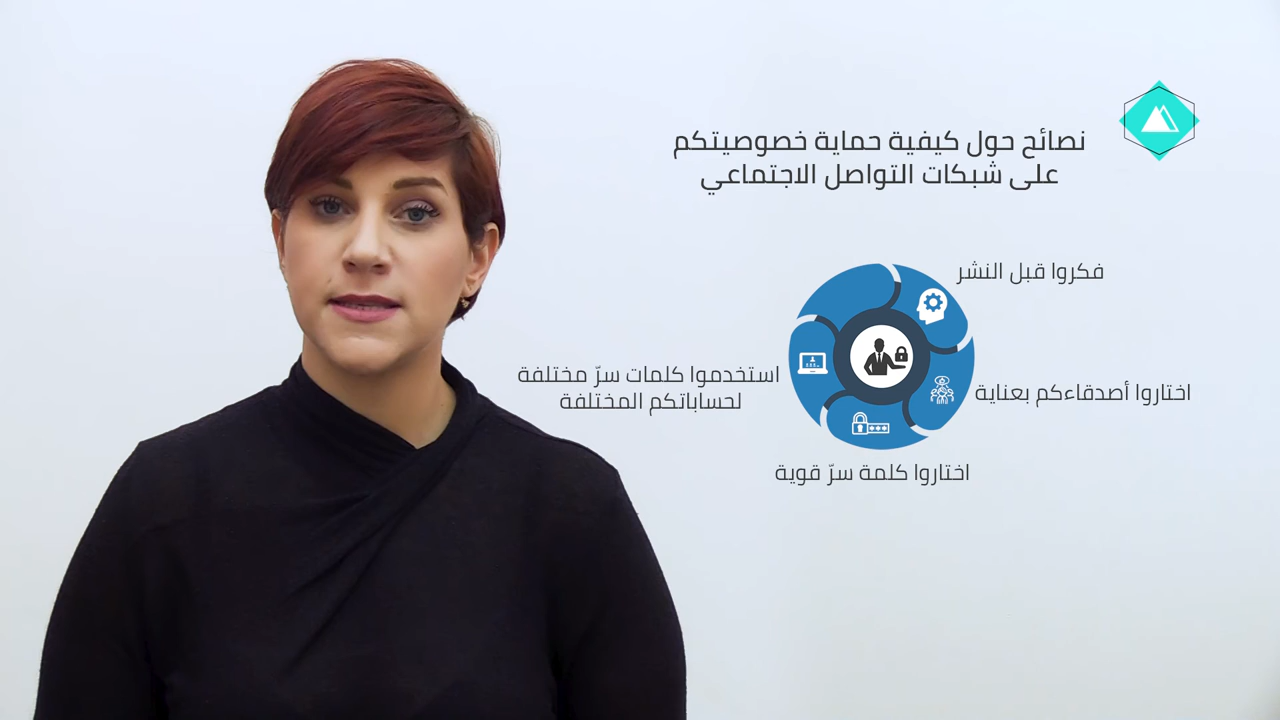 نصائح حول كيفية حماية خصوصيتكم
على شبكات التواصل الاجتماعي
فكروا قبل النشر
اختاروا أصدقاءكم بعناية
اختاروا كلمة سرّ قوية
استخدموا كلمات سرّ مختلفة
لحساباتكم المختلفة